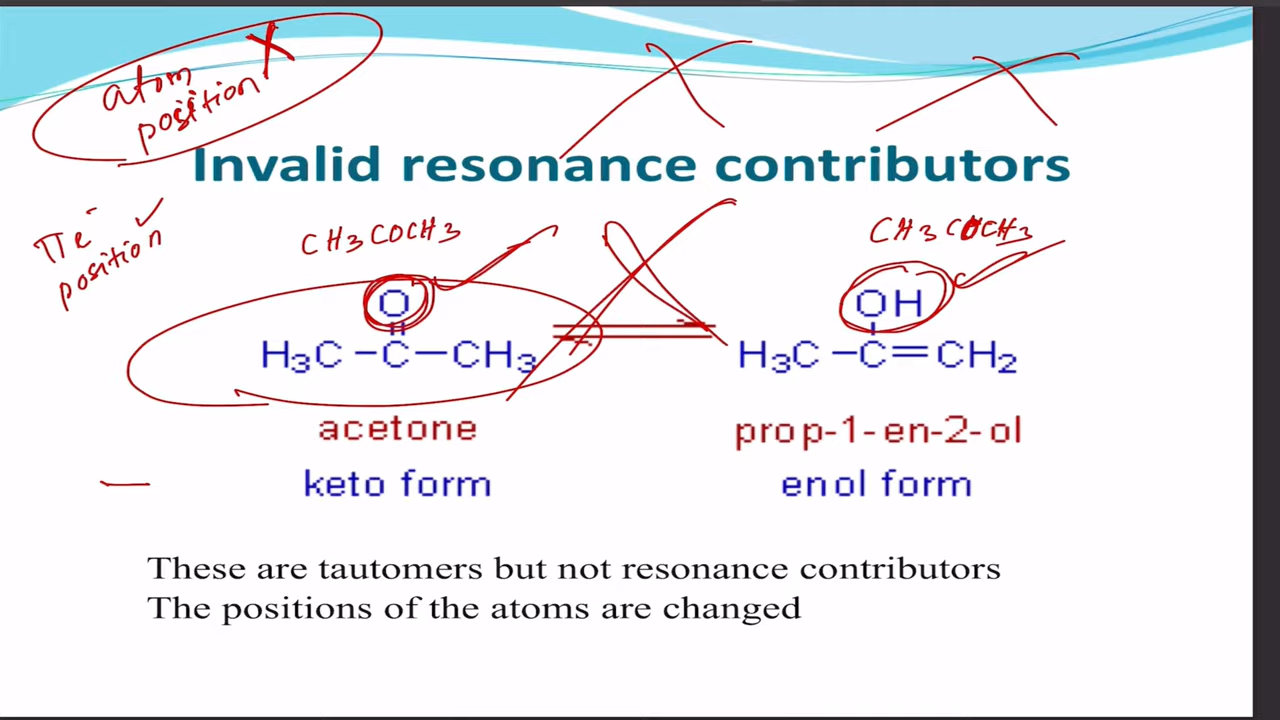 atom X
position
Invalid resonance contributors
πe⁻ ✓
position
CH3COCH3
CH3COCH3
O
OH
H₃C–C–CH₃
H₃C–C=CH₂
acetone
prop-1-en-2-ol
keto form
enol form
These are tautomers but not resonance contributors
The positions of the atoms are changed